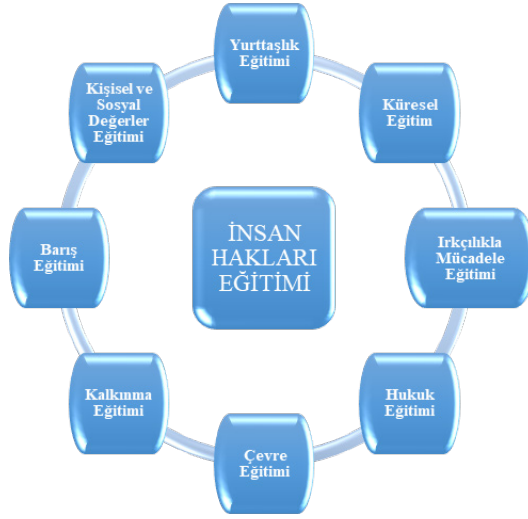 Yurttaşlık
Eğitimi
Kişisel ve
Sosyal
Değerler
Eğitimi
Küresel
Eğitim
İNSAN
HAKLARI
EĞİTİMİ
Barış
Eğitimi
Irkçılıkla
Mücadele
Eğitimi
Kalkınma
Eğitimi
Hukuk
Eğitimi
Çevre
Eğitimi